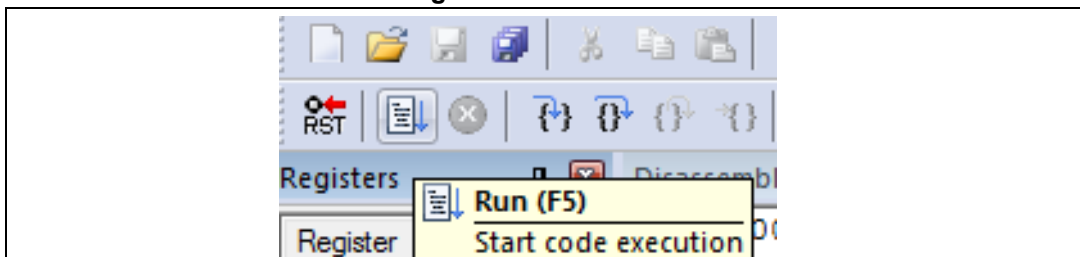 RST
Registers
Run (F5)
Register
Start code execution